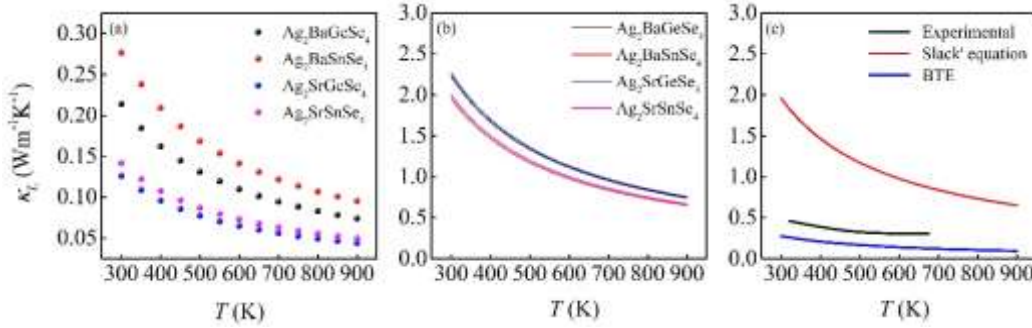 (a)
Ag₂BaGeSe₄
Ag₂BaSnSe₄
Ag₂SrGeSe₄
Ag₂SrSnSe₄
κL (Wm⁻¹K⁻¹)
0.30
0.25
0.20
0.15
0.10
0.05
300 400 500 600 700 800 900
T (K)
(b)
Ag₂BaGeSe₄
Ag₂BaSnSe₄
Ag₂SrGeSe₄
Ag₂SrSnSe₄
3.0
2.5
2.0
1.5
1.0
0.5
0.0
300 400 500 600 700 800 900
T (K)
(c)
Experimental
Slack' equation
BTE
3.0
2.5
2.0
1.5
1.0
0.5
0.0
300 400 500 600 700 800 900
T (K)